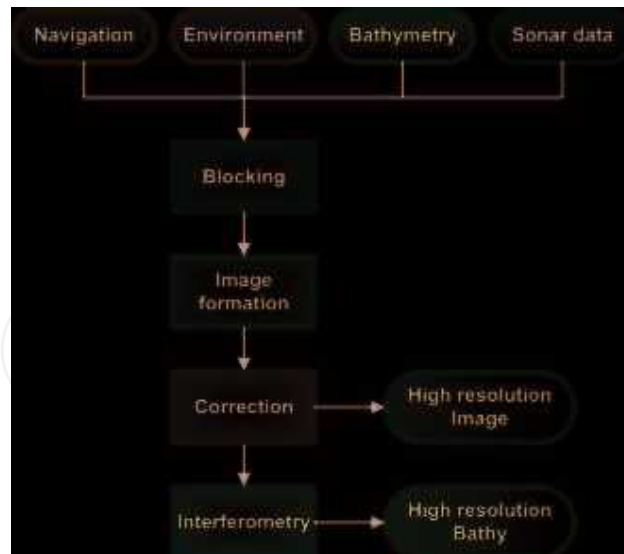 Navigation
Environment
Bathymetry
Sonar data
Blocking
Image
formation
Correction
High resolution
Image
Interferometry
High resolution
Bathy